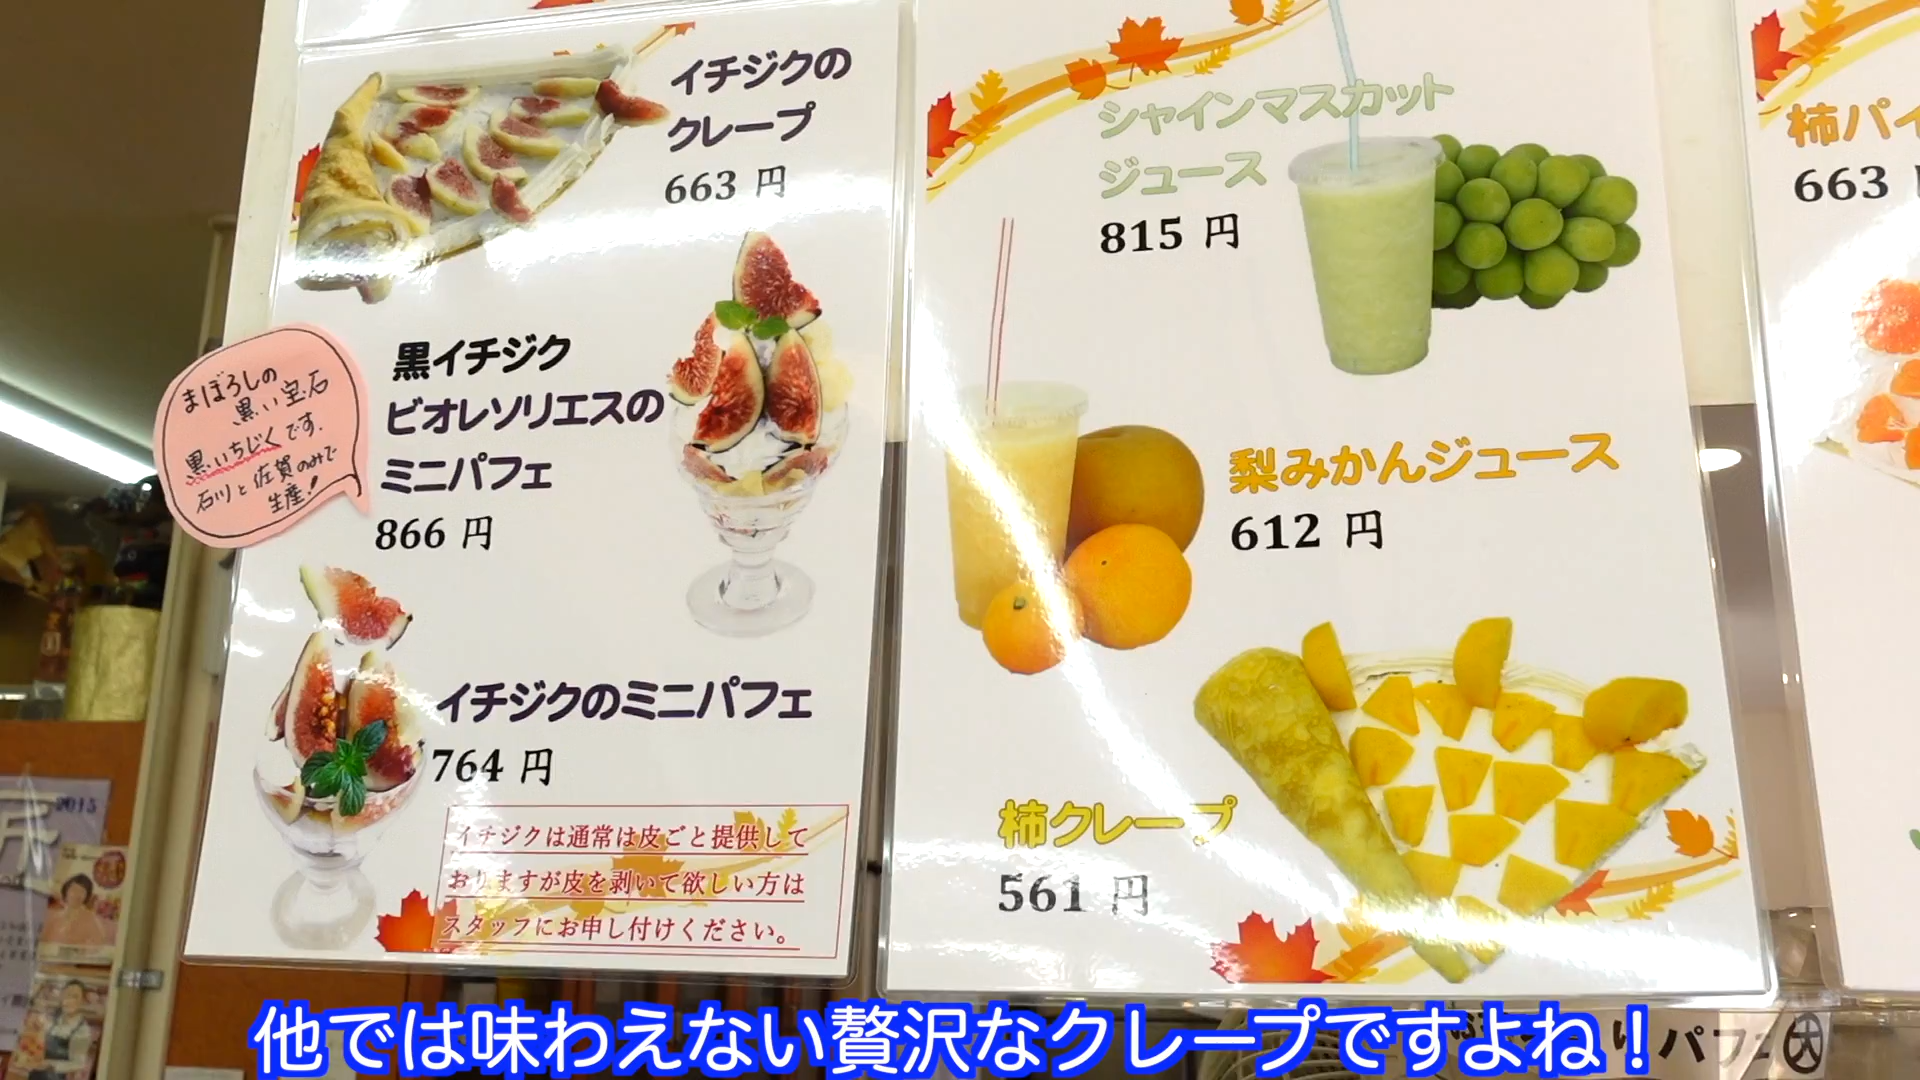 イチジクの
クレープ
663 円
まぼろしの
黒い宝石
黒いちじくです.
石川と佐賀のみで
生産!
黒イチジク
ビオレソリエスの
ミニパフェ
866 円
イチジクのミニパフェ
764 円
イチジクは通常は皮ごと提供して
おりますが皮を剥いて欲しい方は
スタッフにお申し付けください。
シャインマスカット
ジュース
815 円
梨みかんジュース
612 円
柿クレープ
561 円
柿パイ
663
2015
パフェ 大
他では味わえない贅沢なクレープですよね！